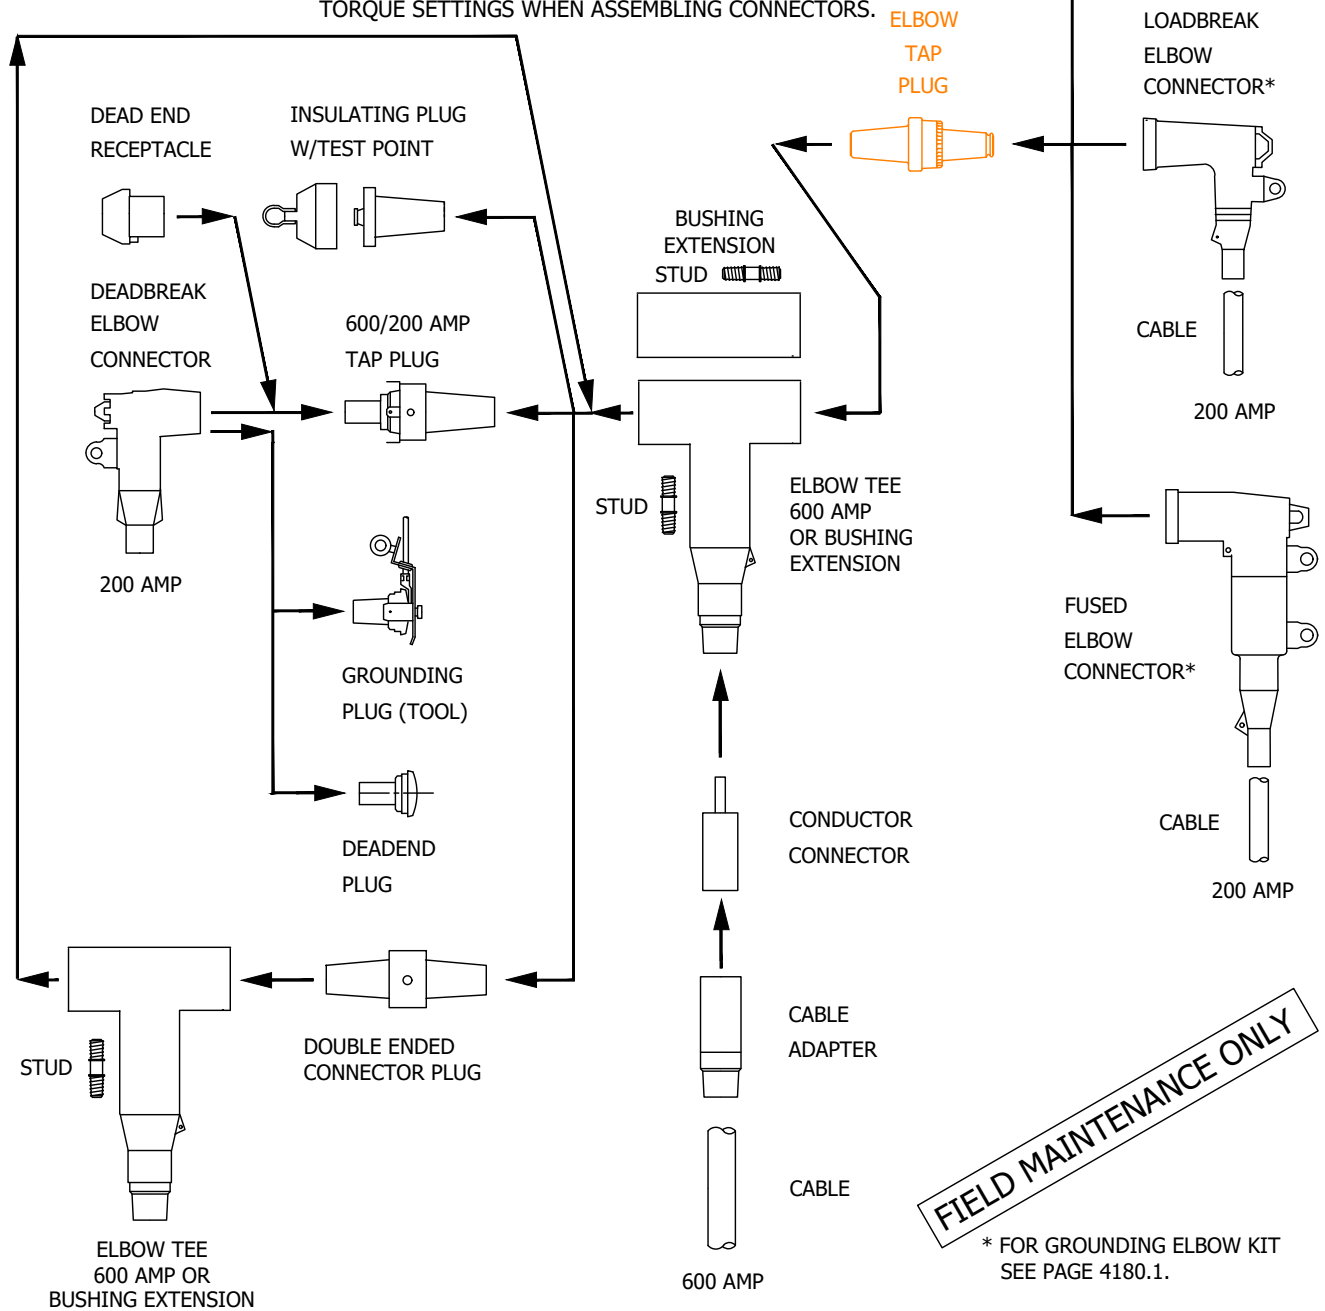 TORQUE SETTINGS WHEN ASSEMBLING CONNECTORS.
ELBOW
TAP
PLUG
LOADBREAK
ELBOW
CONNECTOR*
DEAD END
RECEPTACLE
INSULATING PLUG
W/TEST POINT
BUSHING
EXTENSION
STUD
DEADBREAK
ELBOW
CONNECTOR
600/200 AMP
TAP PLUG
CABLE
200 AMP
STUD
ELBOW TEE
600 AMP
OR BUSHING
EXTENSION
200 AMP
FUSED
ELBOW
CONNECTOR*
GROUNDING
PLUG (TOOL)
CONDUCTOR
CONNECTOR
CABLE
200 AMP
DEADEND
PLUG
DOUBLE ENDED
CONNECTOR PLUG
STUD
CABLE
ADAPTER
CABLE
600 AMP
ELBOW TEE
600 AMP OR
BUSHING EXTENSION
FIELD MAINTENANCE ONLY
* FOR GROUNDING ELBOW KIT
SEE PAGE 4180.1.